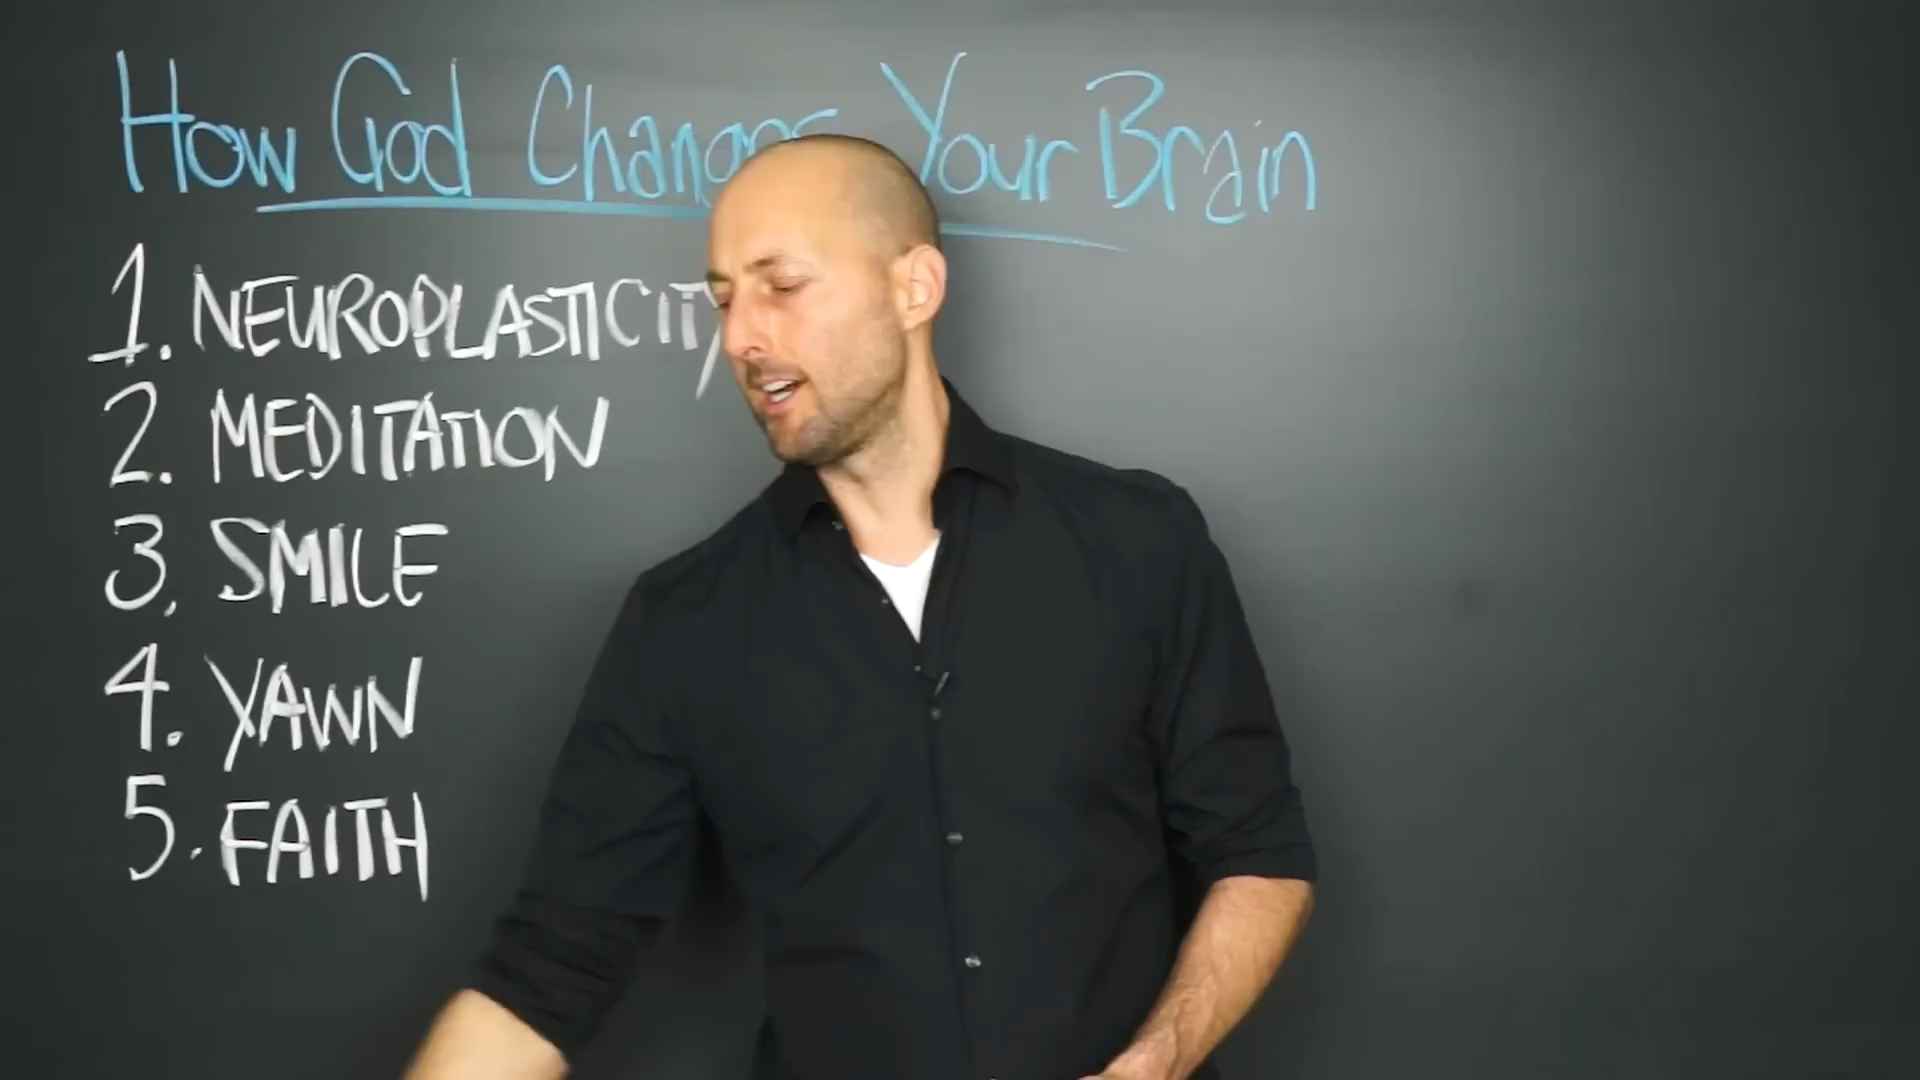 How God Changes Your Brain
1. NEUROPLASTICITY
2. MEDITATION
3. SMILE
4. YAWN
5. FAITH